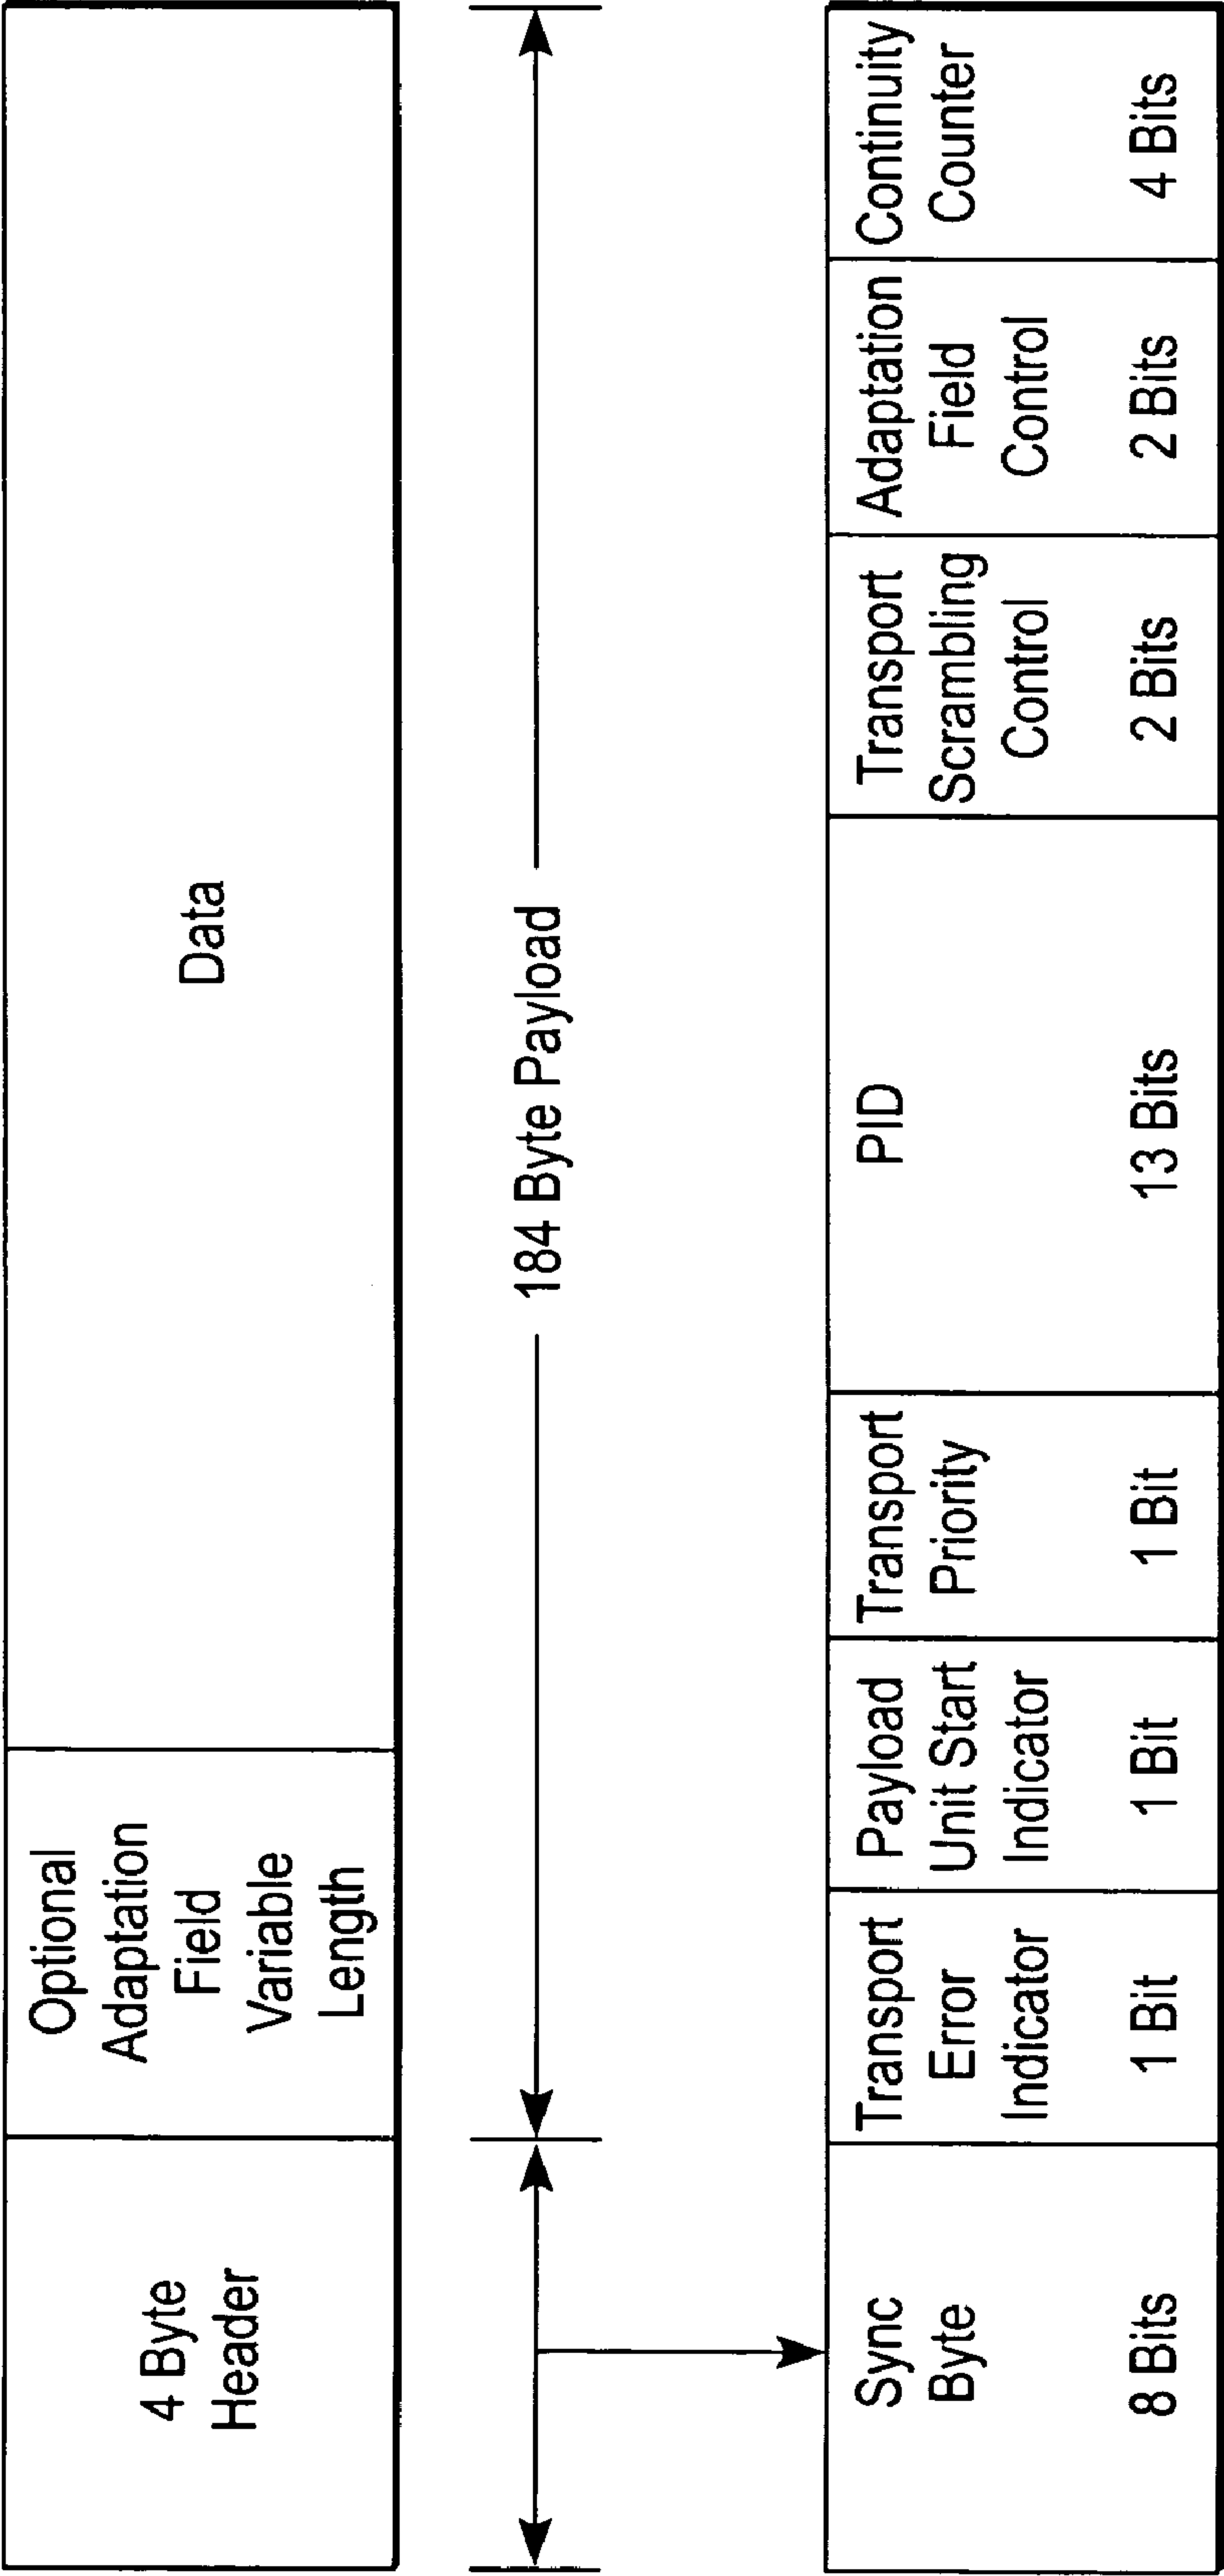 4 Byte
Header
Optional
Adaptation
Field
Variable
Length
Data
184 Byte Payload
Sync
Byte
8 Bits
Transport
Error
Indicator
1 Bit
Payload
Unit Start
Indicator
1 Bit
Transport
Priority
1 Bit
PID
13 Bits
Transport
Scrambling
Control
2 Bits
Adaptation
Field
Control
2 Bits
Continuity
Counter
4 Bits